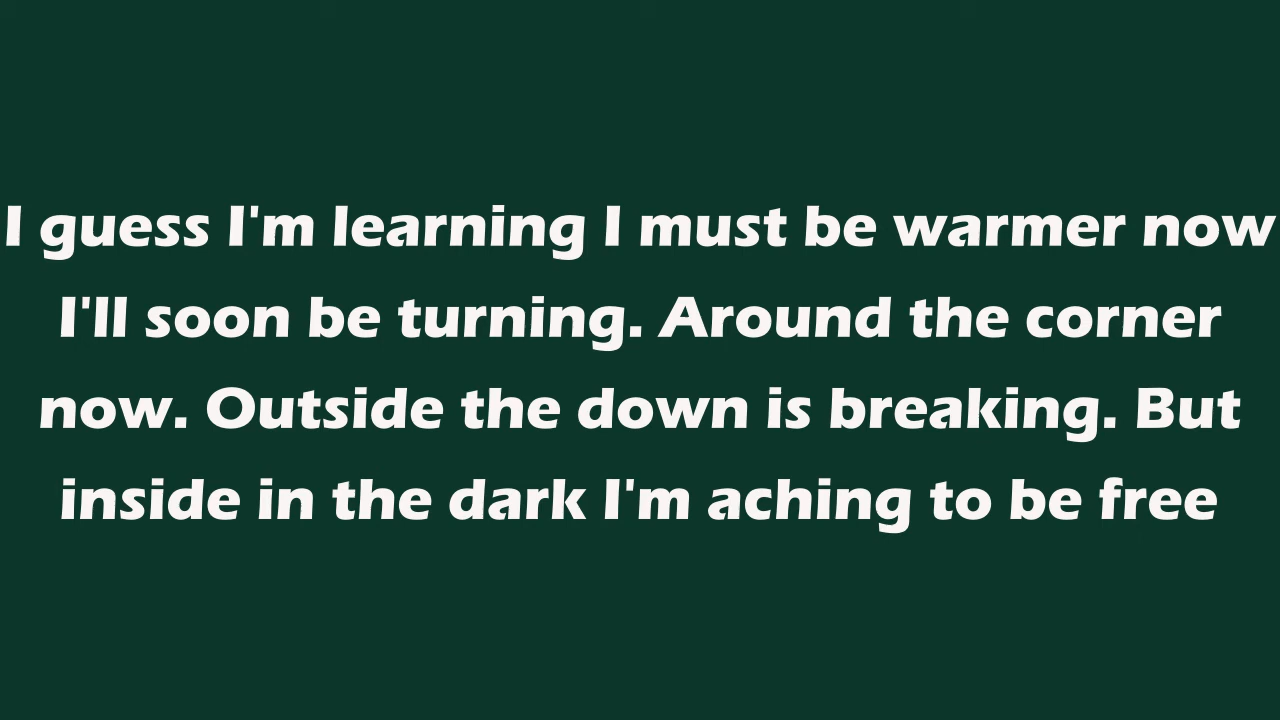 I guess I'm learning I must be warmer now
I'll soon be turning. Around the corner
now. Outside the down is breaking. But
inside in the dark I'm aching to be free